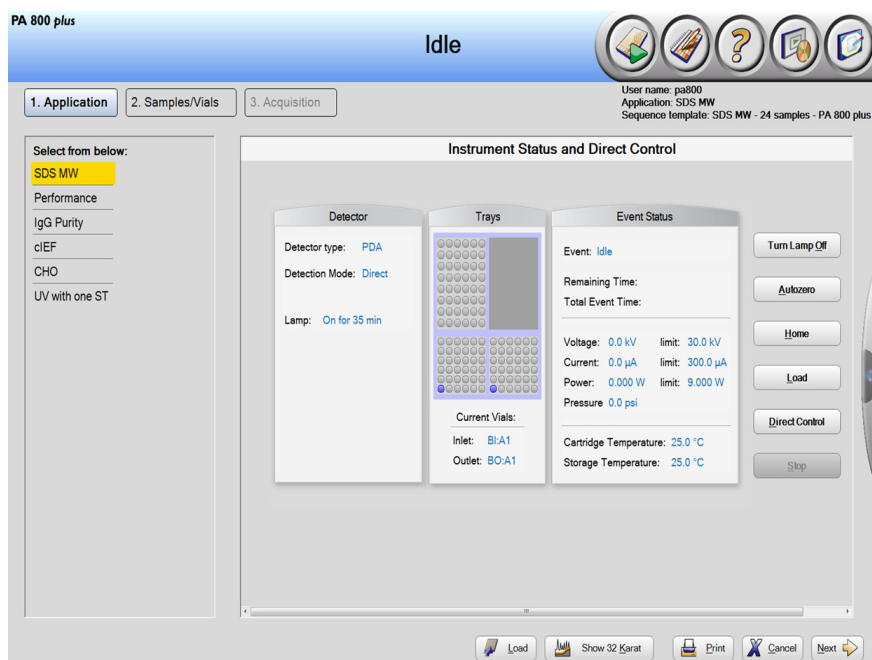 PA 800 plus
Idle
User name: pa800
Application: SDS MW
Sequence template: SDS MW - 24 samples - PA 800 plus
1. Application
2. Samples/Vials
3. Acquisition
Select from below:
SDS MW
Performance
IgG Purity
cIEF
CHO
UV with one ST
Instrument Status and Direct Control
Detector
Detector type: PDA
Detection Mode: Direct
Lamp: On for 35 min
Trays
Current Vials:
Inlet: BI:A1
Outlet: BO:A1
Event Status
Event: Idle
Remaining Time:
Total Event Time:
Voltage: 0.0 kV limit: 30.0 kV
Current: 0.0 µA limit: 300.0 µA
Power: 0.000 W limit: 9.000 W
Pressure 0.0 psi
Cartridge Temperature: 25.0 °C
Storage Temperature: 25.0 °C
Turn Lamp Off
Autozero
Home
Load
Direct Control
Stop
Load
Show 32 Karat
Print
Cancel
Next